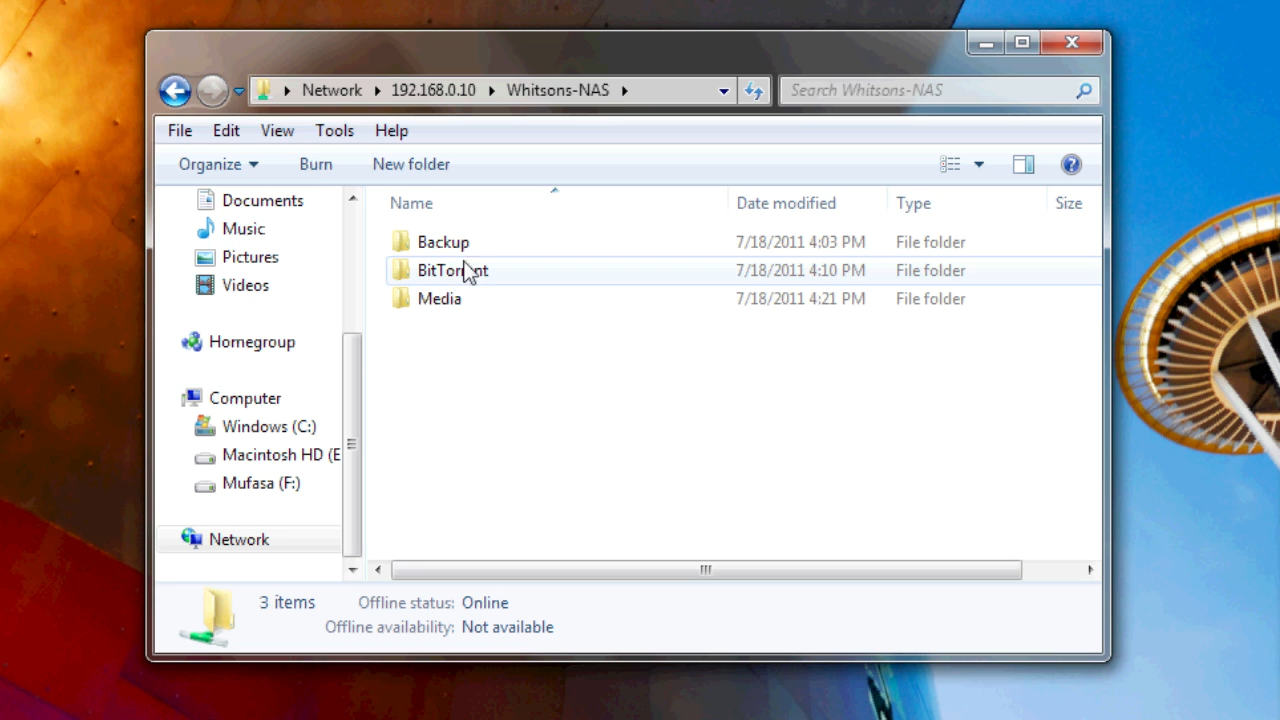 Network 192.168.0.10 Whitsons-NAS
Search Whitsons-NAS
File Edit View Tools Help
Organize Burn New folder
Documents
Music
Pictures
Videos
Homegroup
Computer
Windows (C:)
Macintosh HD (E
Mufasa (F:)
Network
Name Date modified Type Size
Backup 7/18/2011 4:03 PM File folder
BitTorrent 7/18/2011 4:10 PM File folder
Media 7/18/2011 4:21 PM File folder
3 items Offline status: Online
Offline availability: Not available